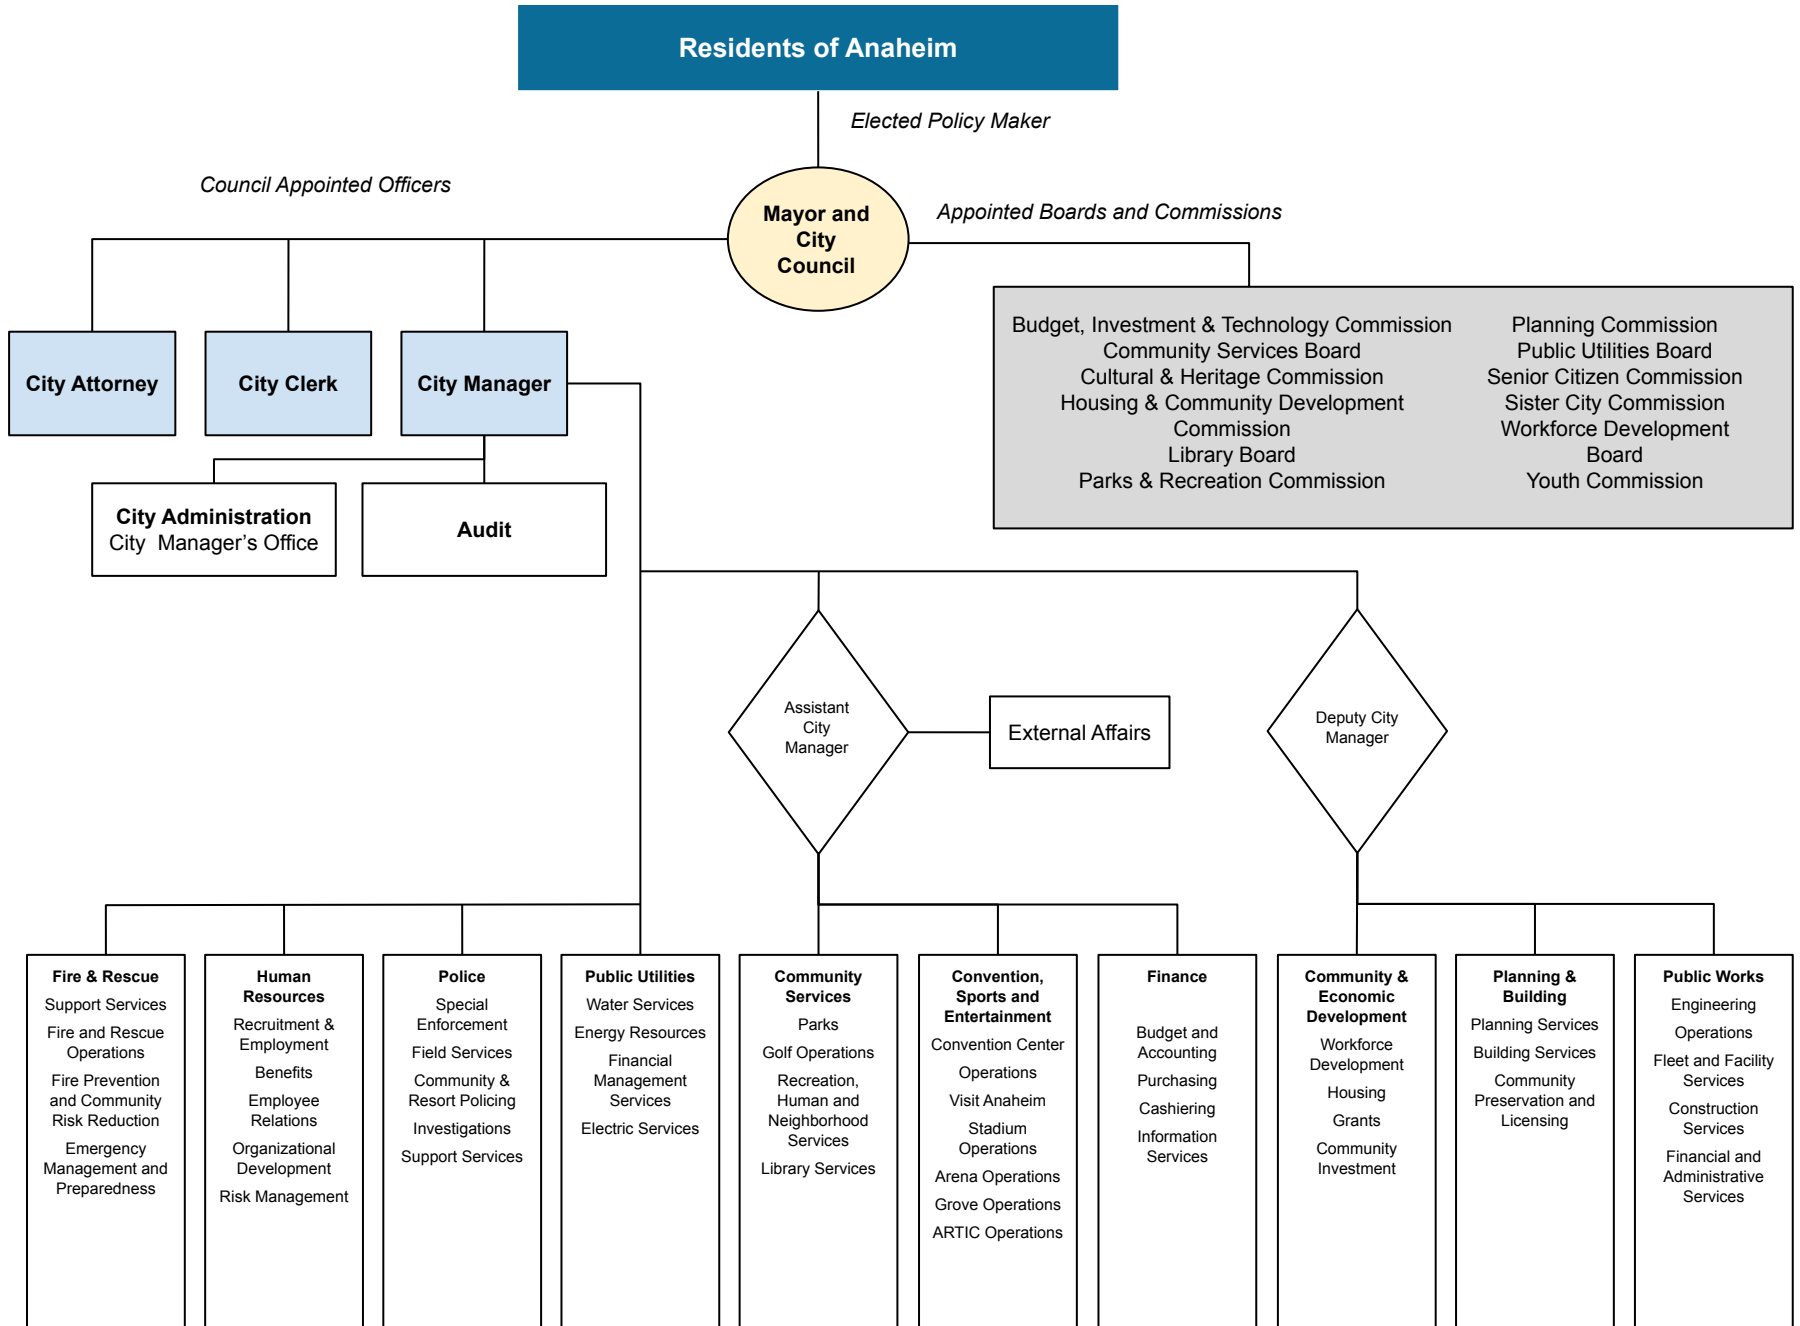 Residents of Anaheim
Elected Policy Maker
Council Appointed Officers
Mayor and
City
Council
Appointed Boards and Commissions
City Attorney
City Clerk
City Manager
Budget, Investment & Technology Commission
Community Services Board
Cultural & Heritage Commission
Housing & Community Development
Commission
Library Board
Parks & Recreation Commission
Planning Commission
Public Utilities Board
Senior Citizen Commission
Sister City Commission
Workforce Development
Board
Youth Commission
City Administration
City Manager's Office
Audit
Assistant
City
Manager
External Affairs
Deputy City
Manager
Fire & Rescue
Support Services
Fire and Rescue
Operations
Fire Prevention
and Community
Risk Reduction
Emergency
Management and
Preparedness
Human
Resources
Recruitment &
Employment
Benefits
Employee
Relations
Organizational
Development
Risk Management
Police
Special
Enforcement
Field Services
Community &
Resort Policing
Investigations
Support Services
Public Utilities
Water Services
Energy Resources
Financial
Management
Services
Electric Services
Community
Services
Parks
Golf Operations
Recreation,
Human and
Neighborhood
Services
Library Services
Convention,
Sports and
Entertainment
Convention Center
Operations
Visit Anaheim
Stadium
Operations
Arena Operations
Grove Operations
ARTIC Operations
Finance
Budget and
Accounting
Purchasing
Cashiering
Information
Services
Community &
Economic
Development
Workforce
Development
Housing
Grants
Community
Investment
Planning &
Building
Planning Services
Building Services
Community
Preservation and
Licensing
Public Works
Engineering
Operations
Fleet and Facility
Services
Construction
Services
Financial and
Administrative
Services